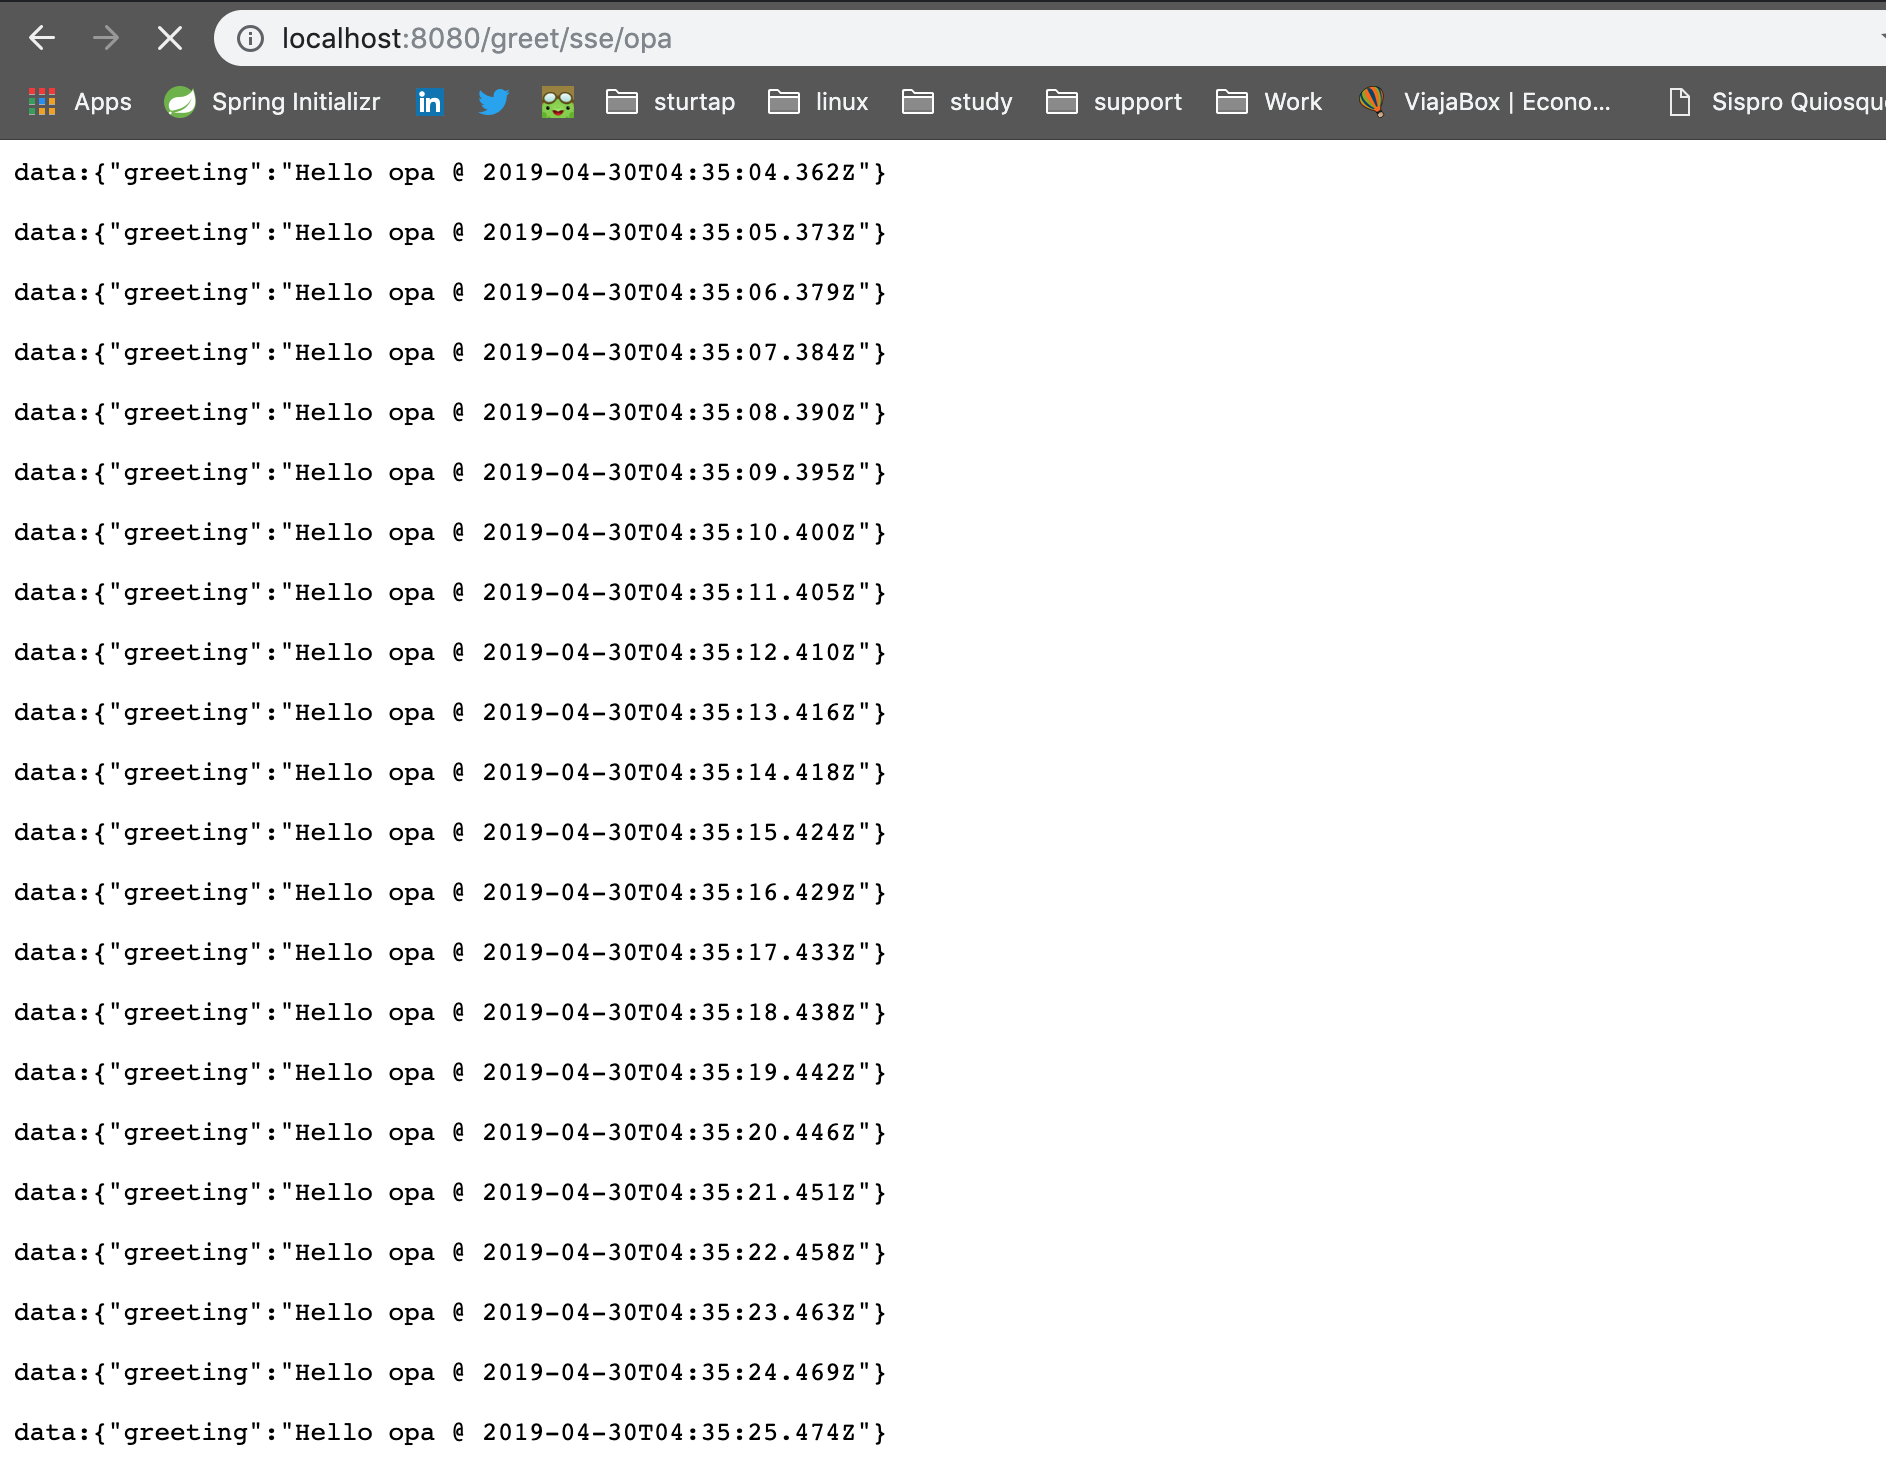 localhost:8080/greet/sse/opa
Apps Spring Initializr in sturtap linux study support Work ViajaBox | Econo... Sispro Quiosqu
data:{"greeting":"Hello opa @ 2019-04-30T04:35:04.362Z"}
data:{"greeting":"Hello opa @ 2019-04-30T04:35:05.373Z"}
data:{"greeting":"Hello opa @ 2019-04-30T04:35:06.379Z"}
data:{"greeting":"Hello opa @ 2019-04-30T04:35:07.384Z"}
data:{"greeting":"Hello opa @ 2019-04-30T04:35:08.390Z"}
data:{"greeting":"Hello opa @ 2019-04-30T04:35:09.395Z"}
data:{"greeting":"Hello opa @ 2019-04-30T04:35:10.400Z"}
data:{"greeting":"Hello opa @ 2019-04-30T04:35:11.405Z"}
data:{"greeting":"Hello opa @ 2019-04-30T04:35:12.410Z"}
data:{"greeting":"Hello opa @ 2019-04-30T04:35:13.416Z"}
data:{"greeting":"Hello opa @ 2019-04-30T04:35:14.418Z"}
data:{"greeting":"Hello opa @ 2019-04-30T04:35:15.424Z"}
data:{"greeting":"Hello opa @ 2019-04-30T04:35:16.429Z"}
data:{"greeting":"Hello opa @ 2019-04-30T04:35:17.433Z"}
data:{"greeting":"Hello opa @ 2019-04-30T04:35:18.438Z"}
data:{"greeting":"Hello opa @ 2019-04-30T04:35:19.442Z"}
data:{"greeting":"Hello opa @ 2019-04-30T04:35:20.446Z"}
data:{"greeting":"Hello opa @ 2019-04-30T04:35:21.451Z"}
data:{"greeting":"Hello opa @ 2019-04-30T04:35:22.458Z"}
data:{"greeting":"Hello opa @ 2019-04-30T04:35:23.463Z"}
data:{"greeting":"Hello opa @ 2019-04-30T04:35:24.469Z"}
data:{"greeting":"Hello opa @ 2019-04-30T04:35:25.474Z"}